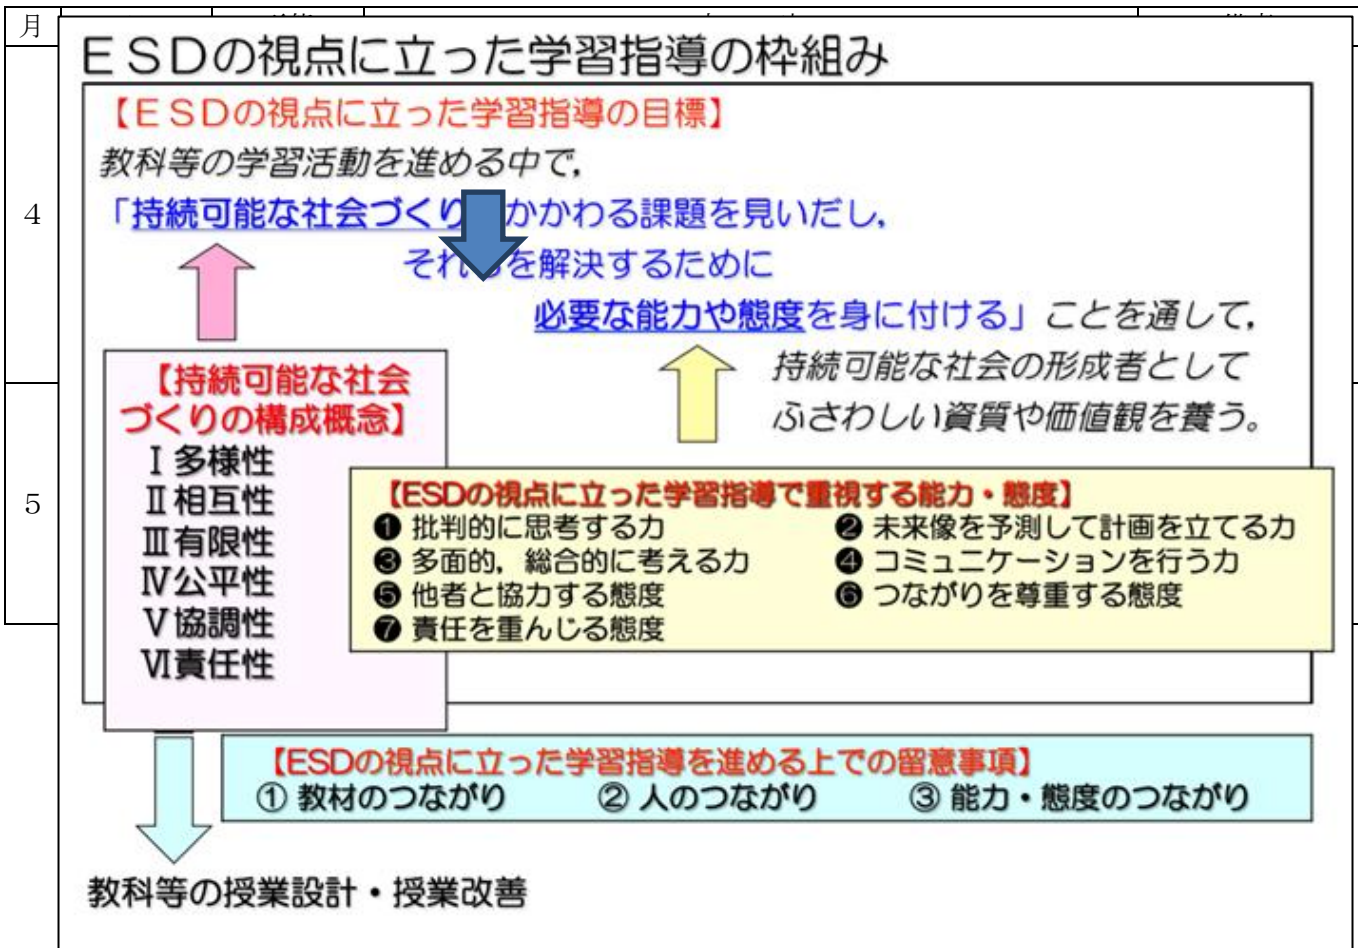 月
4
5
ESDの視点に立った学習指導の枠組み
【ESDの視点に立った学習指導の目標】
教科等の学習活動を進める中で,
「持続可能な社会づくり かかわる課題を見いだし,
それ を解決するために
必要な能力や態度を身に付ける」ことを通して,
持続可能な社会の形成者として
ふさわしい資質や価値観を養う。
【持続可能な社会
づくりの構成概念】
Ⅰ多様性
Ⅱ相互性
Ⅲ有限性
Ⅳ公平性
Ⅴ協調性
Ⅵ責任性
【ESDの視点に立った学習指導で重視する能力・態度】
❶ 批判的に思考する力 ❷ 未来像を予測して計画を立てる力
❸ 多面的,総合的に考える力 ❹ コミュニケーションを行う力
❺ 他者と協力する態度 ❻ つながりを尊重する態度
❼ 責任を重んじる態度
【ESDの視点に立った学習指導を進める上での留意事項】
① 教材のつながり ② 人のつながり ③ 能力・態度のつながり
教科等の授業設計・授業改善